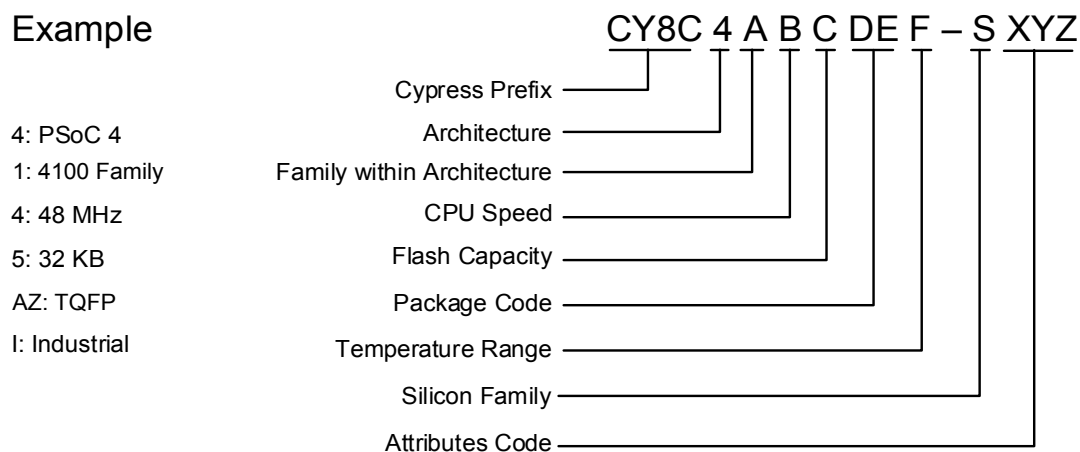 Example CY8C 4 A B C DE F – S XYZ
Cypress Prefix
4: PSoC 4 Architecture
1: 4100 Family Family within Architecture
4: 48 MHz CPU Speed
5: 32 KB Flash Capacity
AZ: TQFP Package Code
I: Industrial Temperature Range
Silicon Family
Attributes Code